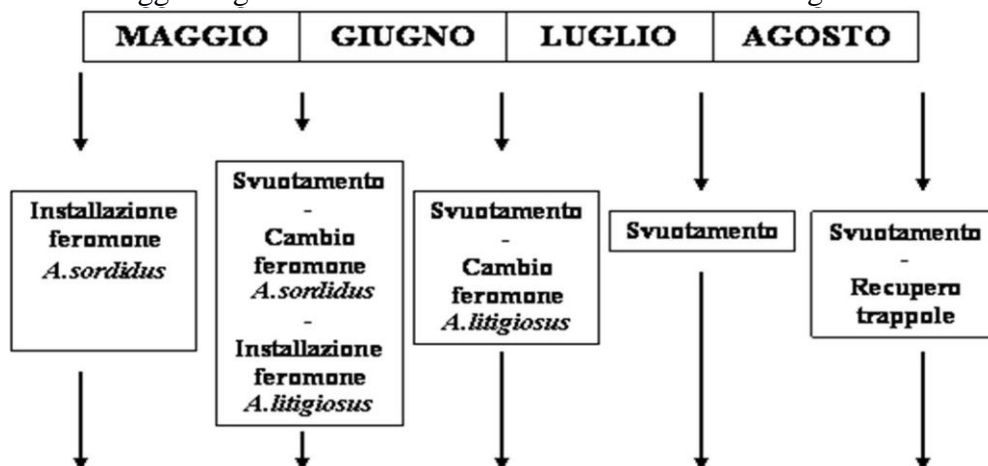 MAGGIO GIUGNO LUGLIO AGOSTO
Installazione
feromone
A.sordidus
Svuotamento
-
Cambio
feromone
A.sordidus
-
Installazione
feromone
A.litigiosus
Svuotamento
-
Cambio
feromone
A.litigiosus
Svuotamento
Svuotamento
-
Recupero
trappole